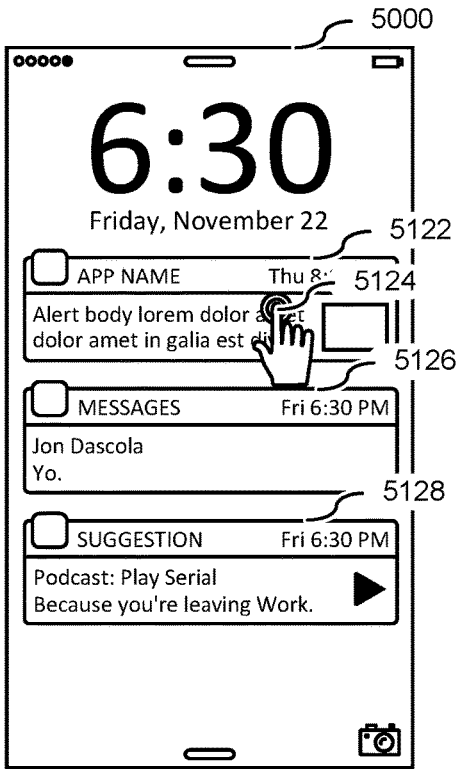 5000
6:30
Friday, November 22
5122
APP NAME Thu 8:
5124
Alert body lorem dolor
dolor amet in galia est
5126
MESSAGES Fri 6:30 PM
Jon Dascola
Yo.
5128
SUGGESTION Fri 6:30 PM
Podcast: Play Serial
Because you're leaving Work.